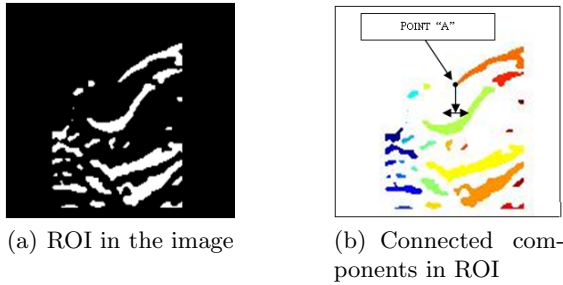 POINT “A”
(a) ROI in the image
(b) Connected com-
ponents in ROI